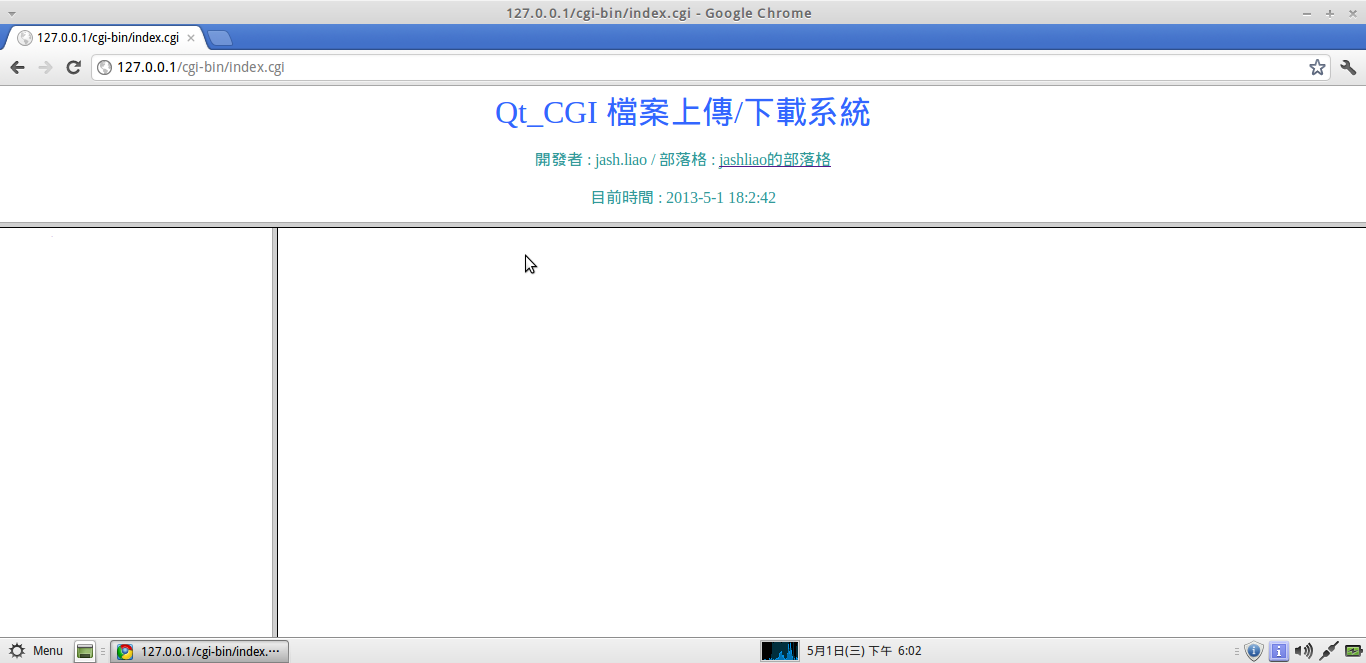 127.0.0.1/cgi-bin/index.cgi - Google Chrome
127.0.0.1/cgi-bin/index.cgi
127.0.0.1/cgi-bin/index.cgi
Qt_CGI 檔案上傳/下載系統
開發者 : jash.liao / 部落格 : jashliao的部落格
目前時間 : 2013-5-1 18:2:42
Menu 127.0.0.1/cgi-bin/index.··· 5月1日(三) 下午 6:02